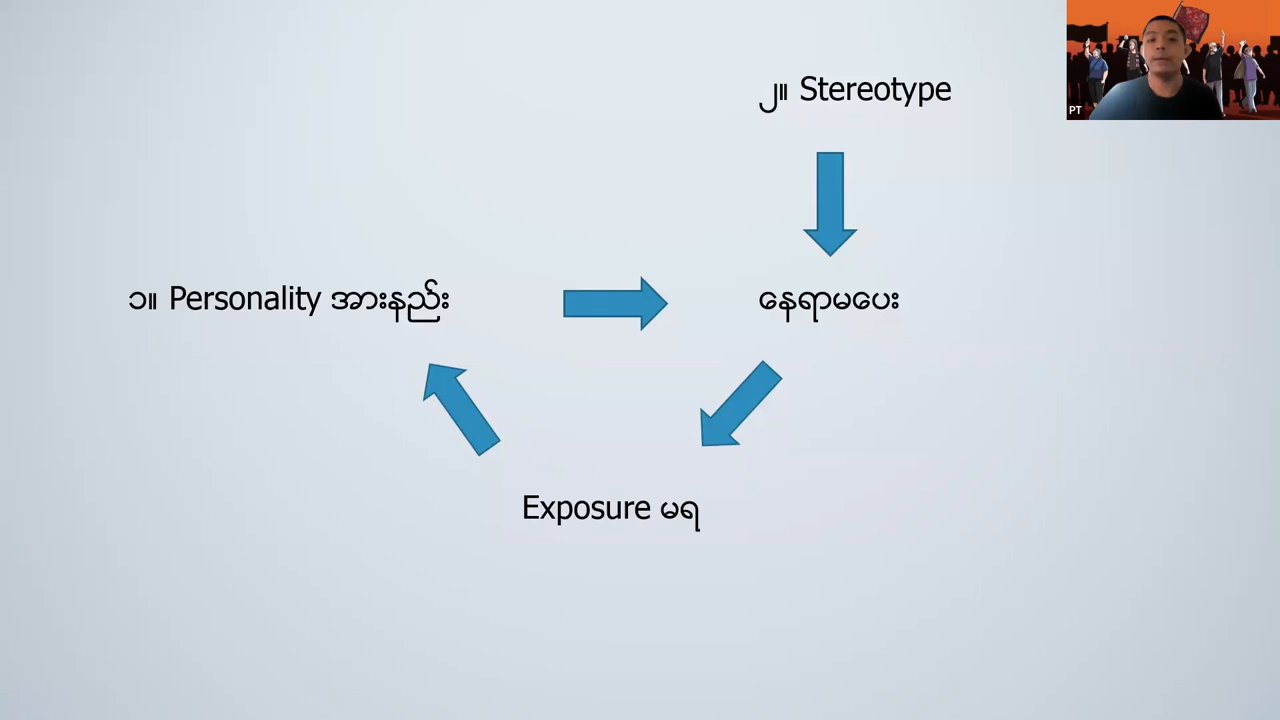 ၂။ Stereotype
၁။ Personality အားနည်း
နေရာမပေး
Exposure မရ
PT